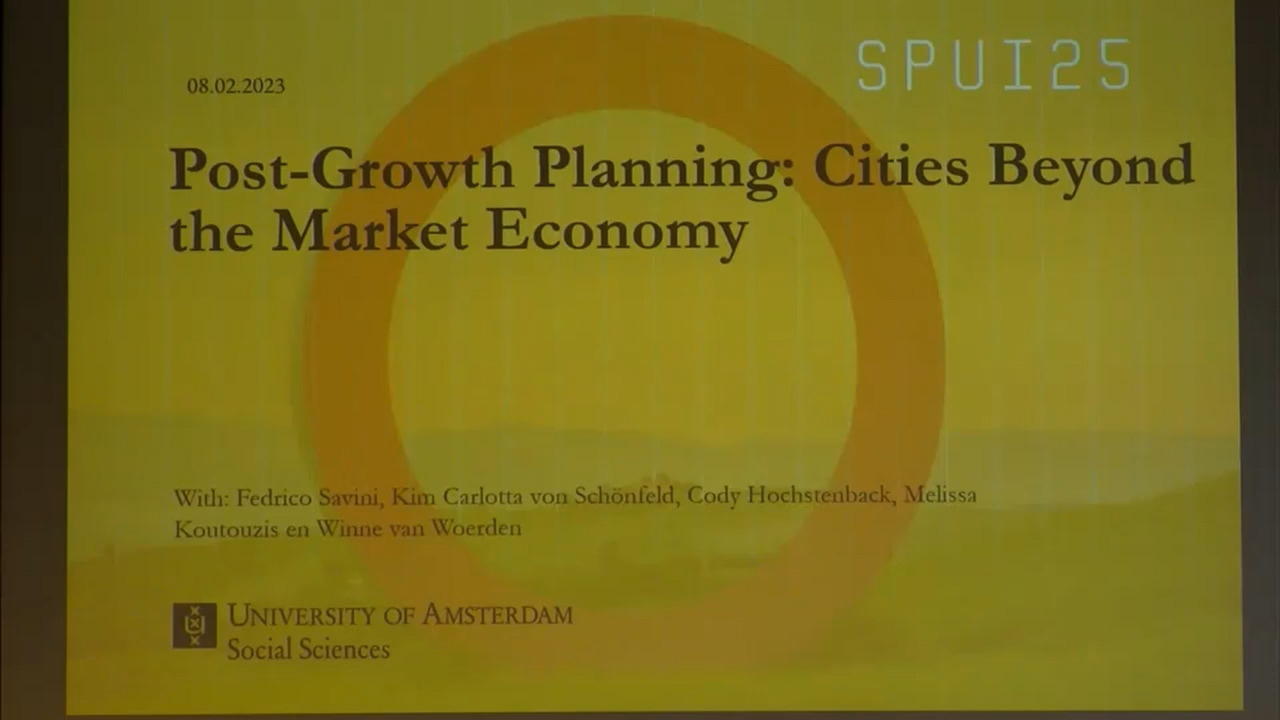 08.02.2023
SPUI25
Post-Growth Planning: Cities Beyond
the Market Economy
With: Fedrico Savini, Kim Carlotta von Schönfeld, Cody Hochstenback, Melissa
Koutouzis en Winne van Woerden
UNIVERSITY OF AMSTERDAM
Social Sciences